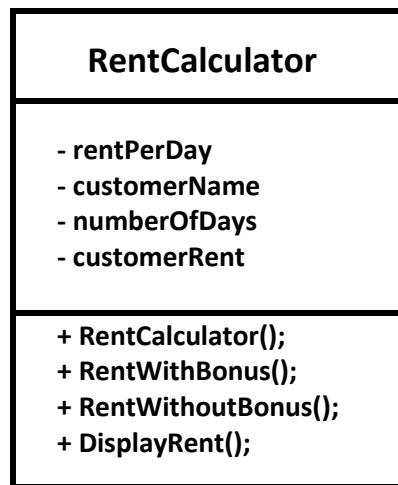 RentCalculator
- rentPerDay
- customerName
- numberOfDays
- customerRent
+ RentCalculator();
+ RentWithBonus();
+ RentWithoutBonus();
+ DisplayRent();